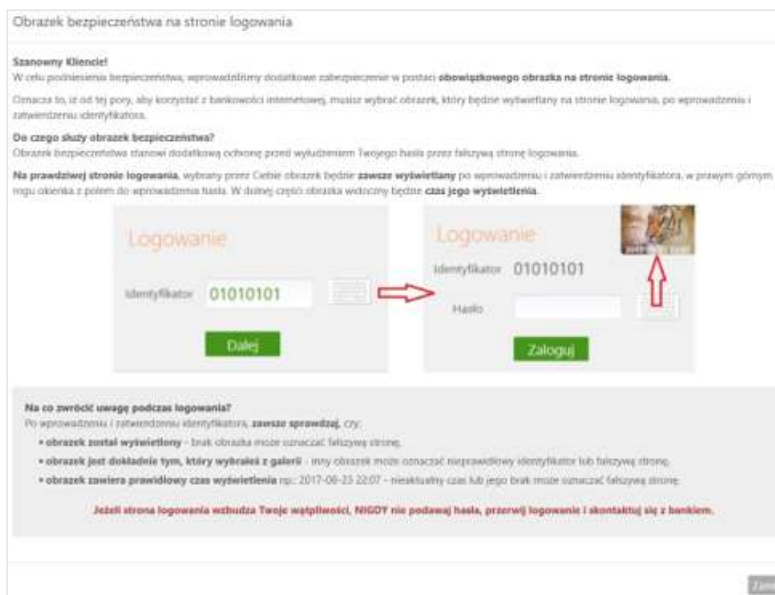 Obrazek bezpieczeństwa na stronie logowania
Szanowny Kliencie!
W celu podniesienia bezpieczeństwa, wprowadziliśmy dodatkowe zabezpieczenie w postaci obowiązkowego obrazka na stronie logowania.
Oznacza to, iż od tej pory, aby korzystać z bankowości internetowej, musisz wybrać obrazek, który będzie wyświetlany na stronie logowania, po wprowadzeniu i
zatwierdzeniu identyfikatora.
Do czego służy obrazek bezpieczeństwa?
Obrazek bezpieczeństwa stanowi dodatkową ochronę przed wyłudzeniem Twojego hasła przez fałszywą stronę logowania.
Na prawdziwej stronie logowania, wybrany przez Ciebie obrazek będzie zawsze wyświetlany po wprowadzeniu i zatwierdzeniu identyfikatora, w prawym górnym
rogu okienka z polem do wprowadzenia hasła. W dolnej części obrazka widoczny będzie czas jego wyświetlenia.
Logowanie
Identyfikator 01010101
Dalej
Logowanie
Identyfikator 01010101
Hasło
Zaloguj
Na co zwrócić uwagę podczas logowania?
Po wprowadzeniu i zatwierdzeniu identyfikatora, zawsze sprawdzaj, czy:
• obrazek został wyświetlony - brak obrazka może oznaczać fałszywą stronę,
• obrazek jest dokładnie tym, który wybrałeś z galerii - inny obrazek może oznaczać nieprawidłowy identyfikator lub fałszywą stronę,
• obrazek zawiera prawidłowy czas wyświetlenia np.: 2017-08-23 22:07 - nieaktualny czas lub jego brak może oznaczać fałszywą stronę.
Jeżeli strona logowania wzbudza Twoje wątpliwości, NIGDY nie podawaj hasła, przerwij logowanie i skontaktuj się z bankiem.